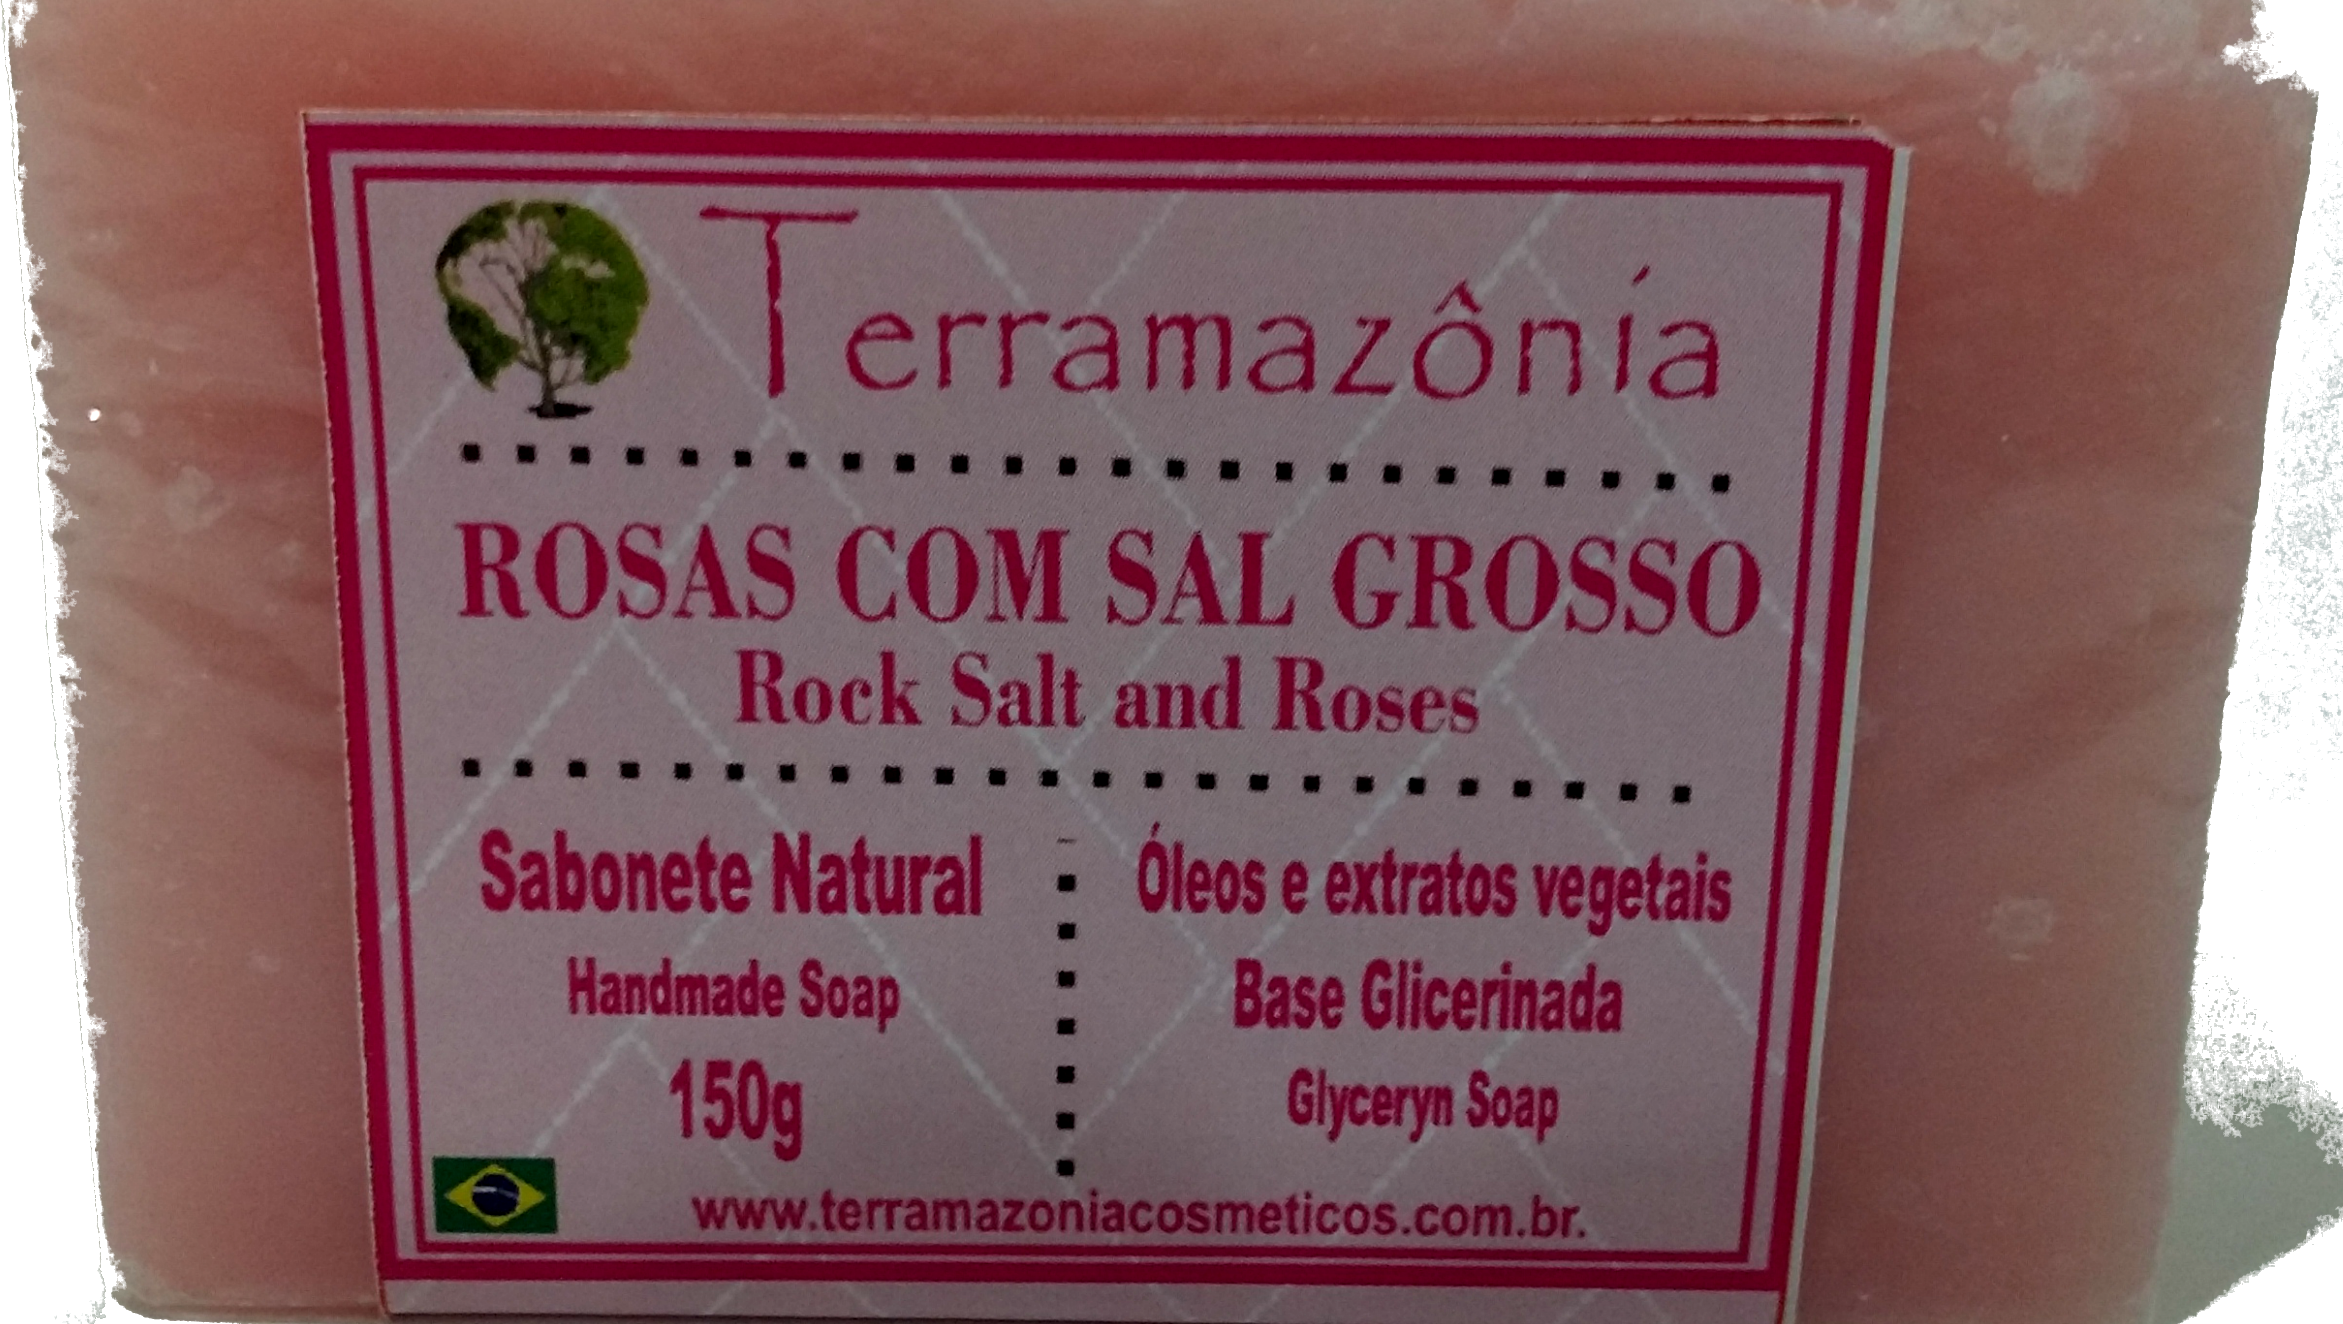 Terramazônia
ROSAS COM SAL GROSSO
Rock Salt and Roses
Sabonete Natural
Handmade Soap
150g
Óleos e extratos vegetais
Base Glicerinada
Glyceryn Soap
www.terramazoniacosmeticos.com.br.